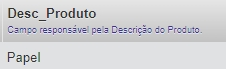 Desc_Produto
Campo responsável pela Descrição do Produto.
Papel